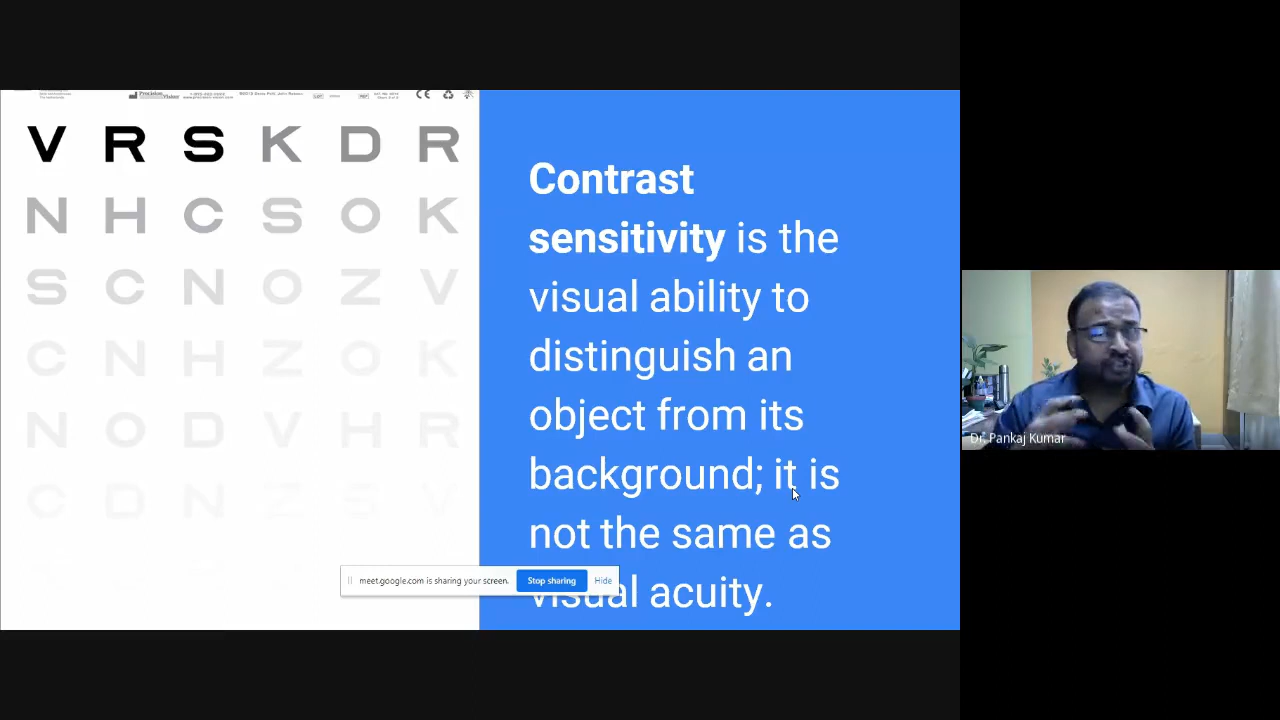 V R S K D R
N H C S O K
S C N O Z V
C N H Z O K
N O D V H R
C D N Z S V
Contrast
sensitivity is the
visual ability to
distinguish an
object from its
background; it is
not the same as
visual acuity.
meet.google.com is sharing your screen. Stop sharing Hide
Dr. Pankaj Kumar